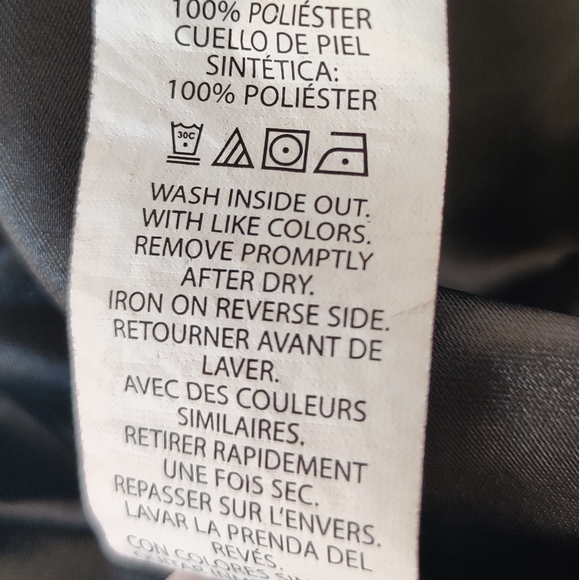 100% POLIÉSTER
CUELLO DE PIEL
SINTÉTICA:
100% POLIÉSTER
30C
WASH INSIDE OUT.
WITH LIKE COLORS.
REMOVE PROMPTLY
AFTER DRY.
IRON ON REVERSE SIDE.
RETOURNER AVANT DE
LAVER.
AVEC DES COULEURS
SIMILAIRES.
RETIRER RAPIDEMENT
UNE FOIS SEC.
REPASSER SUR L'ENVERS.
LAVAR LA PRENDA DEL
REVÉS.
CON COLORES